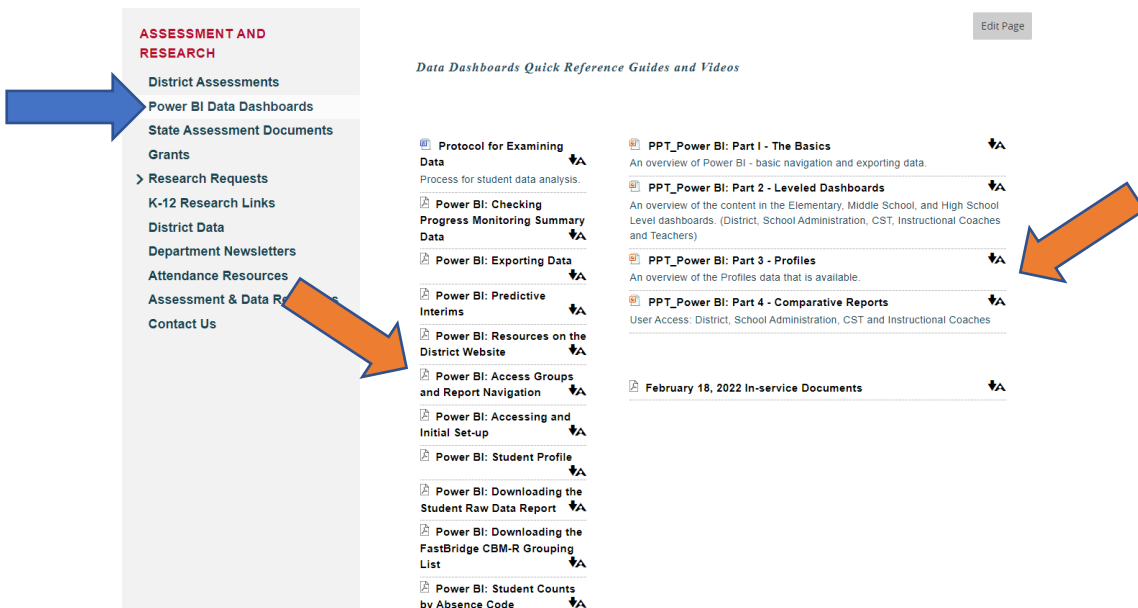 ASSESSMENT AND
RESEARCH
District Assessments
Power BI Data Dashboards
State Assessment Documents
Grants
Research Requests
K-12 Research Links
District Data
Department Newsletters
Attendance Resources
Assessment & Data
Contact Us
Edit Page
Data Dashboards Quick Reference Guides and Videos
Protocol for Examining
Data
Process for student data analysis.
Power BI: Checking
Progress Monitoring Summary
Data
Power BI: Exporting Data
Power BI: Predictive
Interims
Power BI: Resources on the
District Website
Power BI: Access Groups
and Report Navigation
Power BI: Accessing and
Initial Set-up
Power BI: Student Profile
Power BI: Downloading the
Student Raw Data Report
Power BI: Downloading the
FastBridge CBM-R Grouping
List
Power BI: Student Counts
by Absence Code
PPT_Power BI: Part I - The Basics
An overview of Power BI - basic navigation and exporting data.
PPT_Power BI: Part 2 - Leveled Dashboards
An overview of the content in the Elementary, Middle School, and High School
Level dashboards. (District, School Administration, CST, Instructional Coaches
and Teachers)
PPT_Power BI: Part 3 - Profiles
An overview of the Profiles data that is available.
PPT_Power BI: Part 4 - Comparative Reports
User Access: District, School Administration, CST and Instructional Coaches
February 18, 2022 In-service Documents